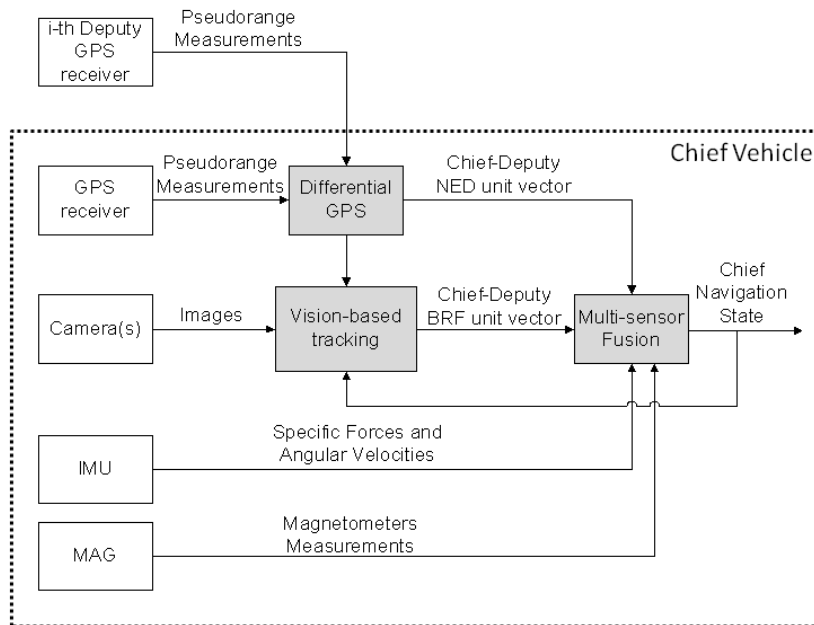 i-th Deputy
GPS
receiver
Pseudorange
Measurements
Chief Vehicle
GPS
receiver
Pseudorange
Measurements
Differential
GPS
Chief-Deputy
NED unit vector
Camera(s)
Images
Vision-based
tracking
Chief-Deputy
BRF unit vector
Multi-sensor
Fusion
Chief
Navigation
State
IMU
Specific Forces and
Angular Velocities
MAG
Magnetometers
Measurements